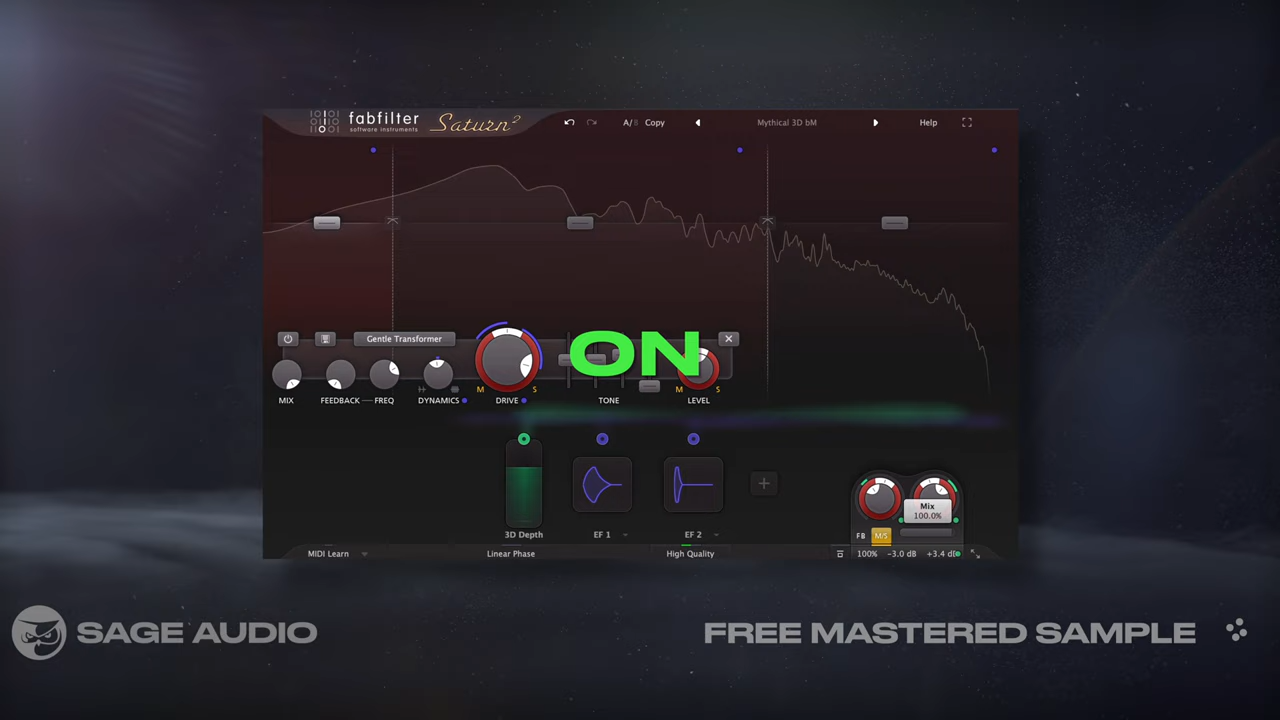 fabfilter
software instruments
Saturn2
A/B Copy
Mythical 3D bM
Help
Gentle Transformer
ON
M S
M S
MIX
FEEDBACK
FREQ
DYNAMICS
DRIVE
TONE
LEVEL
Mix
100.0%
3D Depth
EF 1
EF 2
FB
M/S
MIDI Learn
Linear Phase
High Quality
100%
-3.0 dB
+3.4 dB
SAGE AUDIO
FREE MASTERED SAMPLE